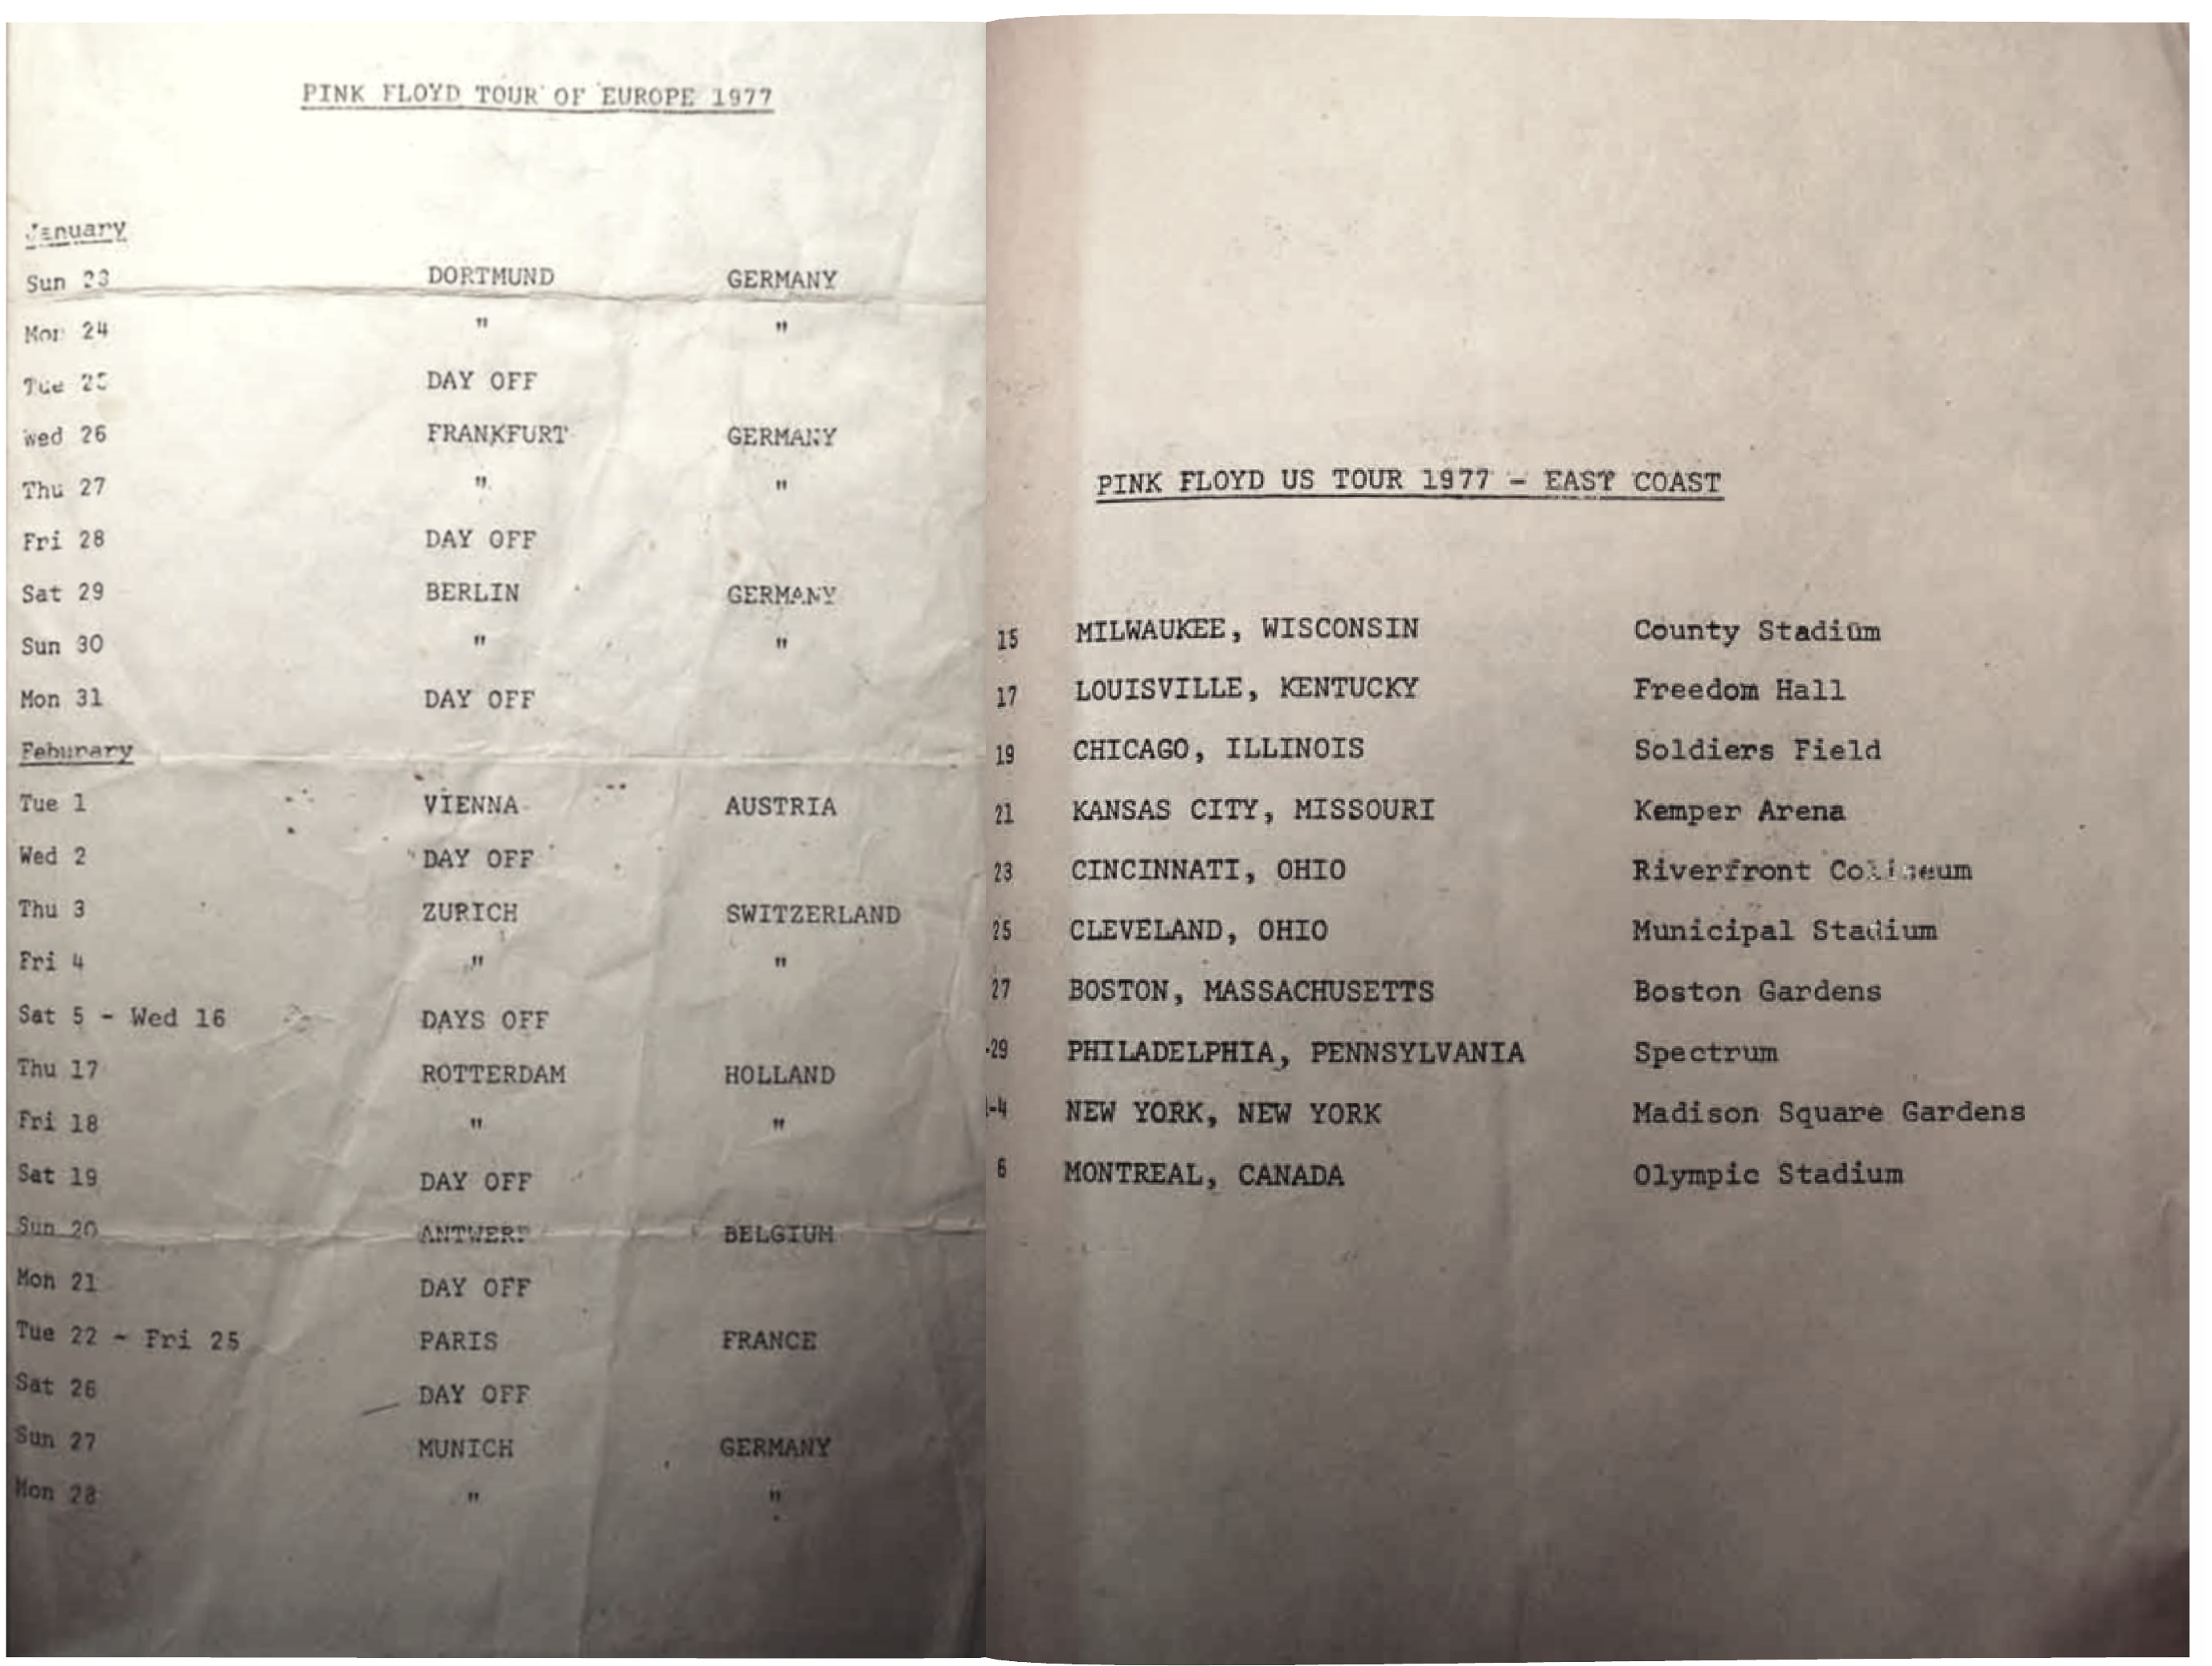 PINK FLOYD TOUR OF EUROPE 1977
January
Sun 23 DORTMUND GERMANY
Mon 24 " "
Tue 25 DAY OFF
Wed 26 FRANKFURT GERMANY
Thu 27 " "
Fri 28 DAY OFF
Sat 29 BERLIN GERMANY
Sun 30 " "
Mon 31 DAY OFF
Feburary
Tue 1 VIENNA AUSTRIA
Wed 2 DAY OFF
Thu 3 ZURICH SWITZERLAND
Fri 4 " "
Sat 5 - Wed 16 DAYS OFF
Thu 17 ROTTERDAM HOLLAND
Fri 18 " "
Sat 19 DAY OFF
Sun 20 ANTWERP BELGIUM
Mon 21 DAY OFF
Tue 22 - Fri 25 PARIS FRANCE
Sat 26 DAY OFF
Sun 27 MUNICH GERMANY
Mon 28 " "
PINK FLOYD US TOUR 1977 - EAST COAST
15 MILWAUKEE, WISCONSIN County Stadium
17 LOUISVILLE, KENTUCKY Freedom Hall
19 CHICAGO, ILLINOIS Soldiers Field
21 KANSAS CITY, MISSOURI Kemper Arena
23 CINCINNATI, OHIO Riverfront Coliseum
25 CLEVELAND, OHIO Municipal Stadium
27 BOSTON, MASSACHUSETTS Boston Gardens
-29 PHILADELPHIA, PENNSYLVANIA Spectrum
-4 NEW YORK, NEW YORK Madison Square Gardens
6 MONTREAL, CANADA Olympic Stadium